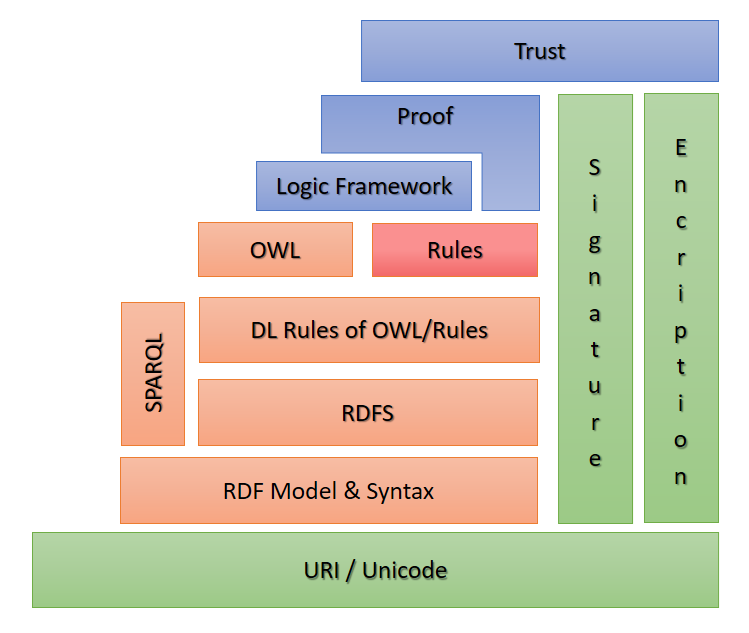 Trust
Proof
Logic Framework
OWL
Rules
DL Rules of OWL/Rules
SPARQL
RDFS
RDF Model & Syntax
Signature
Encription
URI / Unicode